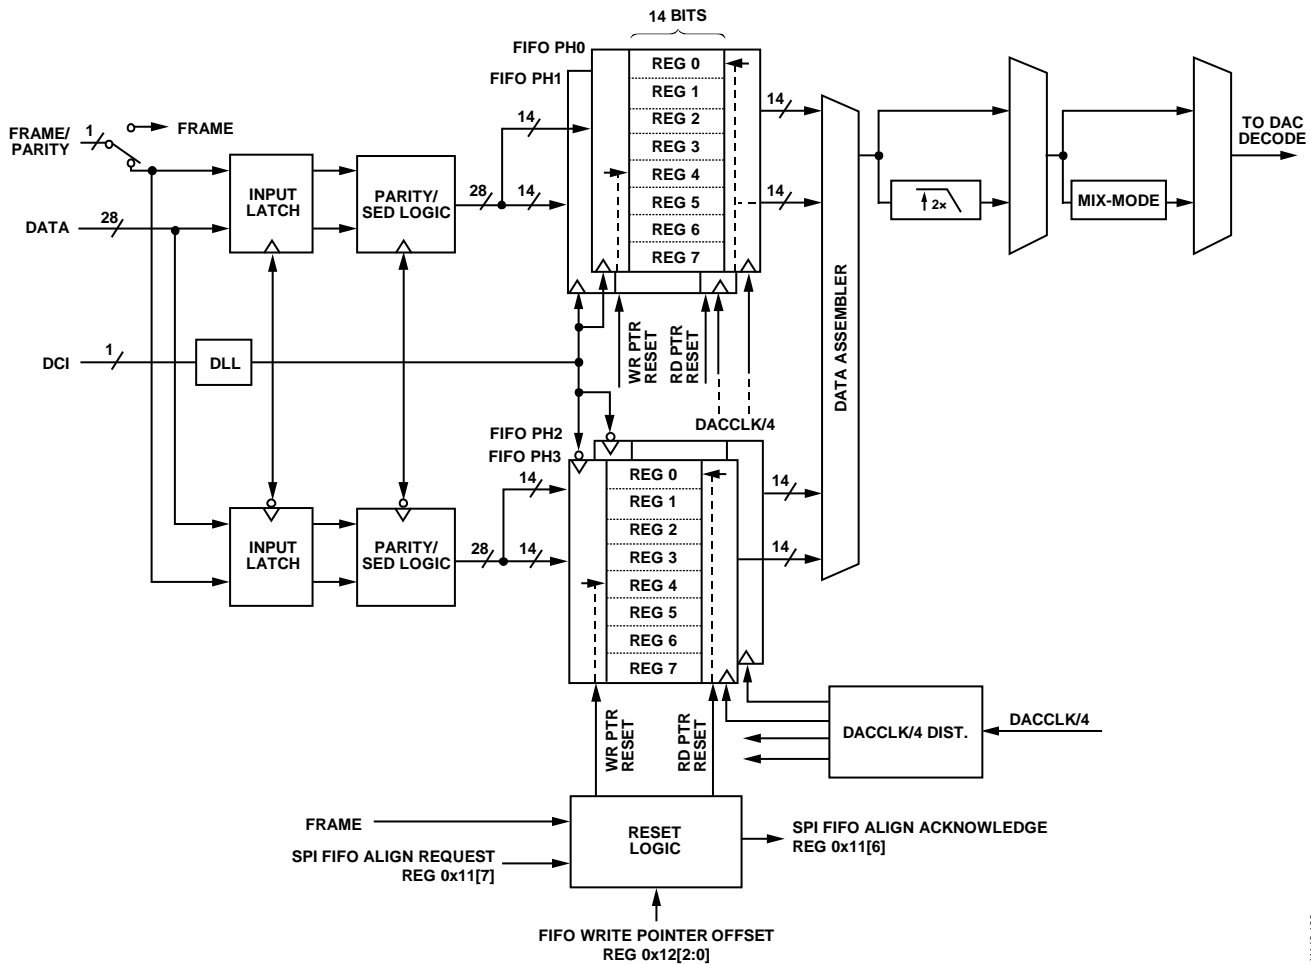 14 BITS
FIFO PH0
FIFO PH1
REG 0
REG 1
REG 2
REG 3
REG 4
REG 5
REG 6
REG 7
14
14
14
14
FRAME/
PARITY
1
FRAME
DATA
28
INPUT
LATCH
PARITY/
SED LOGIC
28
DCI
1
DLL
WR PTR
RESET
RD PTR
RESET
DACCLK/4
DATA ASSEMBLER
2×
MIX-MODE
TO DAC
DECODE
FIFO PH2
FIFO PH3
REG 0
REG 1
REG 2
REG 3
REG 4
REG 5
REG 6
REG 7
14
14
14
14
INPUT
LATCH
PARITY/
SED LOGIC
28
WR PTR
RESET
RD PTR
RESET
DACCLK/4 DIST.
DACCLK/4
FRAME
SPI FIFO ALIGN REQUEST
REG 0x11[7]
RESET
LOGIC
SPI FIFO ALIGN ACKNOWLEDGE
REG 0x11[6]
FIFO WRITE POINTER OFFSET
REG 0x12[2:0]